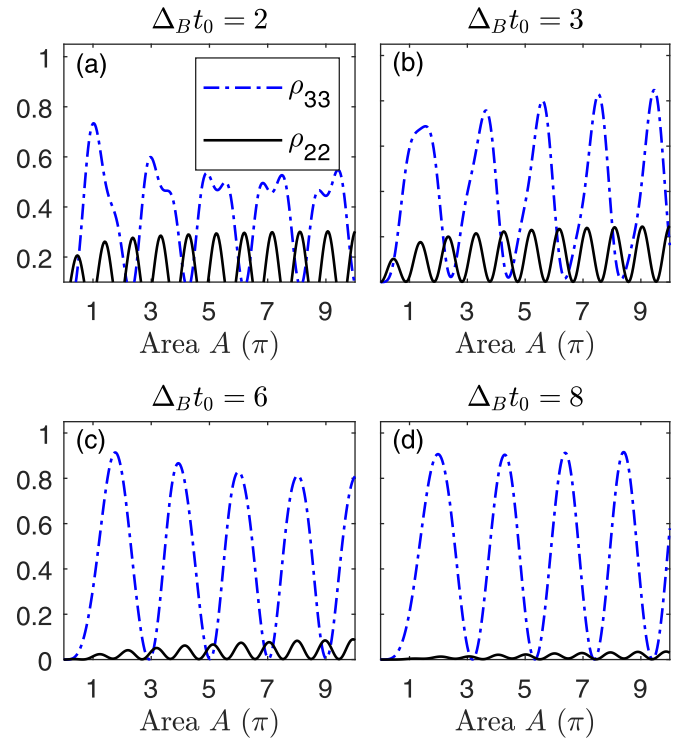 Δ_B t_0 = 2
Δ_B t_0 = 3
(a)
ρ_33
ρ_22
(b)
1
0.8
0.6
0.4
0.2
1 3 5 7 9
1 3 5 7 9
Area A (π)
Area A (π)
Δ_B t_0 = 6
Δ_B t_0 = 8
(c)
(d)
1
0.8
0.6
0.4
0.2
0
1 3 5 7 9
1 3 5 7 9
Area A (π)
Area A (π)